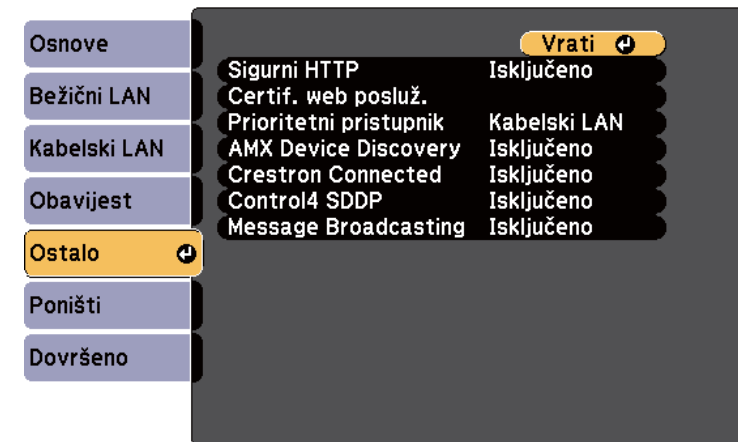 Osnove
Bežični LAN
Kabelski LAN
Obavijest
Ostalo
Poništi
Dovršeno
Vrati
Sigurni HTTP Isključeno
Certif. web posluž.
Prioritetni pristupnik Kabelski LAN
AMX Device Discovery Isključeno
Crestron Connected Isključeno
Control4 SDDP Isključeno
Message Broadcasting Isključeno